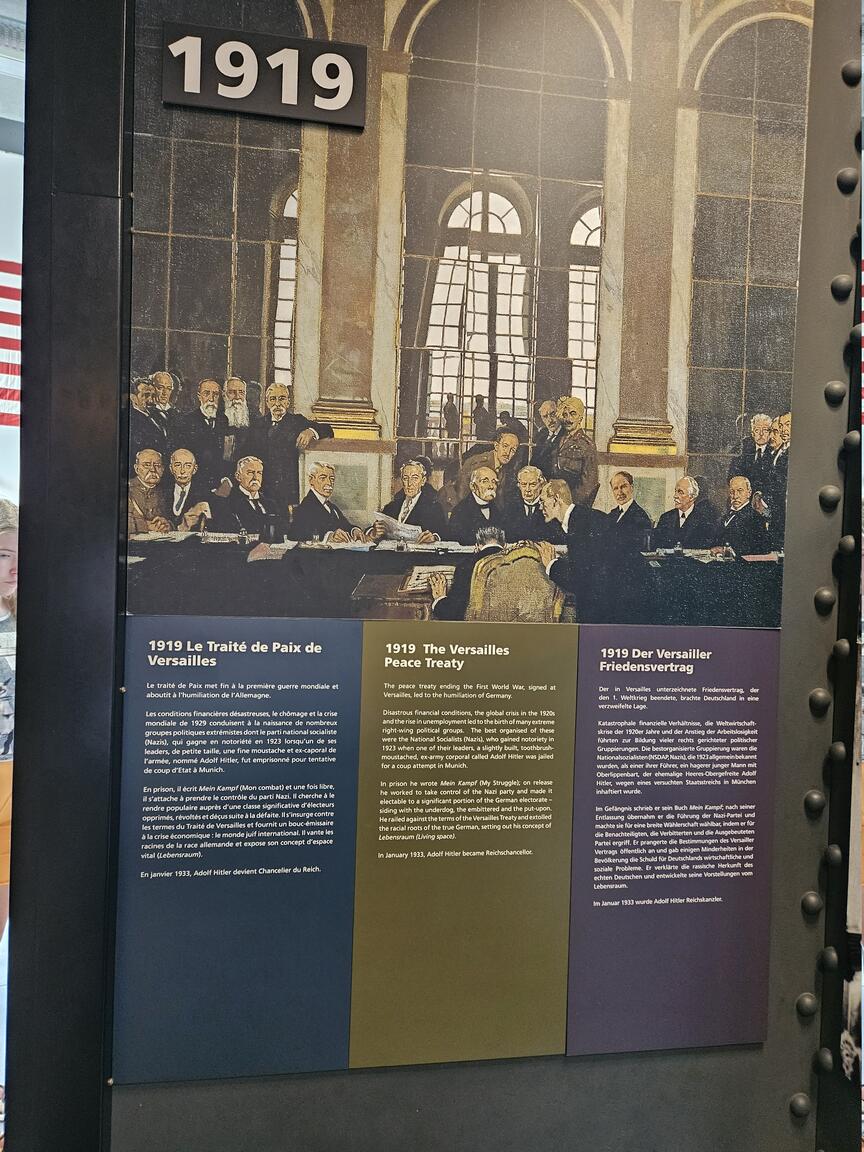 1919
1919 Le Traité de Paix de
Versailles
Le traité de Paix met fin à la première guerre mondiale et
aboutit à l'humiliation de l'Allemagne.
Les conditions financières désastreuses, le chômage et la crise
mondiale de 1929 conduisent à la naissance de nombreux
groupes politiques extrémistes dont le parti national socialiste
(Nazis), qui gagne en notoriété en 1923 lorsqu'un de ses
leaders, de petite taille, une fine moustache et ex-caporal de
l'armée, nommé Adolf Hitler, fut emprisonné pour tentative
de coup d'Etat à Munich.
En prison, il écrit Mein Kampf (Mon combat) et une fois libre,
il s'attache à prendre le contrôle du parti Nazi. Il cherche à le
rendre populaire auprès d'une classe significative d'électeurs
opprimés, révoltés et déçus suite à la défaite. Ils s'insurge contre
les termes du Traité de Versailles et fournit un bouc-émissaire
à la crise économique : le monde juif international. Il vante les
racines de la race allemande et expose son concept d'espace
vital (Lebensraum).
En janvier 1933, Adolf Hitler devient Chancelier du Reich.
1919 The Versailles
Peace Treaty
The peace treaty ending the First World War, signed at
Versailles, led to the humiliation of Germany.
Disastrous financial conditions, the global crisis in the 1920s
and the rise in unemployment led to the birth of many extreme
right-wing political groups. The best organised of these
were the National Socialists (Nazis), who gained notoriety in
1923 when one of their leaders, a slightly built, toothbrush-
moustached, ex-army corporal called Adolf Hitler was jailed
for a coup attempt in Munich.
In prison he wrote Mein Kampf (My Struggle); on release
he worked to take control of the Nazi party and made it
electable to a significant portion of the German electorate –
siding with the underdog, the embittered and the put-upon.
He railed against the terms of the Versailles Treaty and extolled
the racial roots of the true German, setting out his concept of
Lebensraum (Living space).
In January 1933, Adolf Hitler became Reichschancellor.
1919 Der Versailler
Friedensvertrag
Der in Versailles unterzeichnete Friedensvertrag, der
den 1. Weltkrieg beendete, brachte Deutschland in eine
verzweifelte Lage.
Katastrophale finanzielle Verhältnisse, die Weltwirtschaft-
skrise der 1920er Jahre und der Anstieg der Arbeitslosigkeit
führten zur Bildung vieler rechts gerichteter politischer
Gruppierungen. Die bestorganisierte Gruppierung waren die
Nationalsozialisten (NSDAP, Nazis), die 1923 allgemein bekannt
wurden, als einer ihrer Führer, ein hagerer junger Mann mit
Oberlippenbart, der ehemalige Heeres-Obergefreite Adolf
Hitler, wegen eines versuchten Staatsstreichs in München
inhaftiert wurde.
Im Gefängnis schrieb er sein Buch Mein Kampf; nach seiner
Entlassung übernahm er die Führung der Nazi-Partei und
machte sie für eine breite Wählerschaft wählbar, indem er für
die Benachteiligten, die Verbitterten und die Ausgebeuteten
Partei ergriff. Er prangerte die Bestimmungen des Versailler
Vertrags öffentlich an und gab einigen Minderheiten in der
Bevölkerung die Schuld für Deutschlands wirtschaftliche und
soziale Probleme. Er verklärte die rassische Herkunft des
echten Deutschen und entwickelte seine Vorstellungen vom
Lebensraum.
Im Januar 1933 wurde Adolf Hitler Reichskanzler.